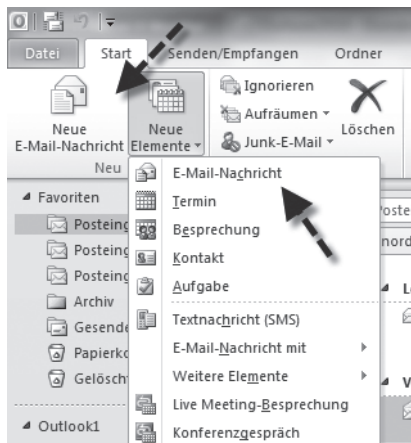 Datei Start Senden/Empfangen Ordner
Ignorieren
Aufräumen
Junk-E-Mail
Löschen
Neue E-Mail-Nachricht
Neue Elemente
Neu
E-Mail-Nachricht
Termin
Besprechung
Kontakt
Aufgabe
Textnachricht (SMS)
E-Mail-Nachricht mit
Weitere Elemente
Live Meeting-Besprechung
Konferenzgespräch
Favoriten
Archiv
Outlook1